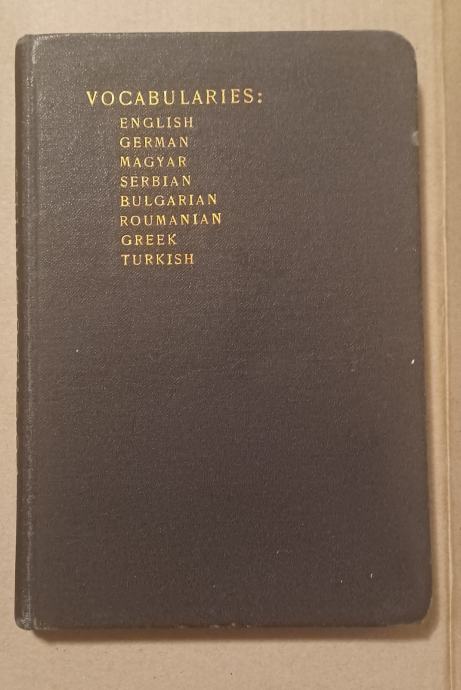 VOCABULARIES:
ENGLISH
GERMAN
MAGYAR
SERBIAN
BULGARIAN
ROUMANIAN
GREEK
TURKISH